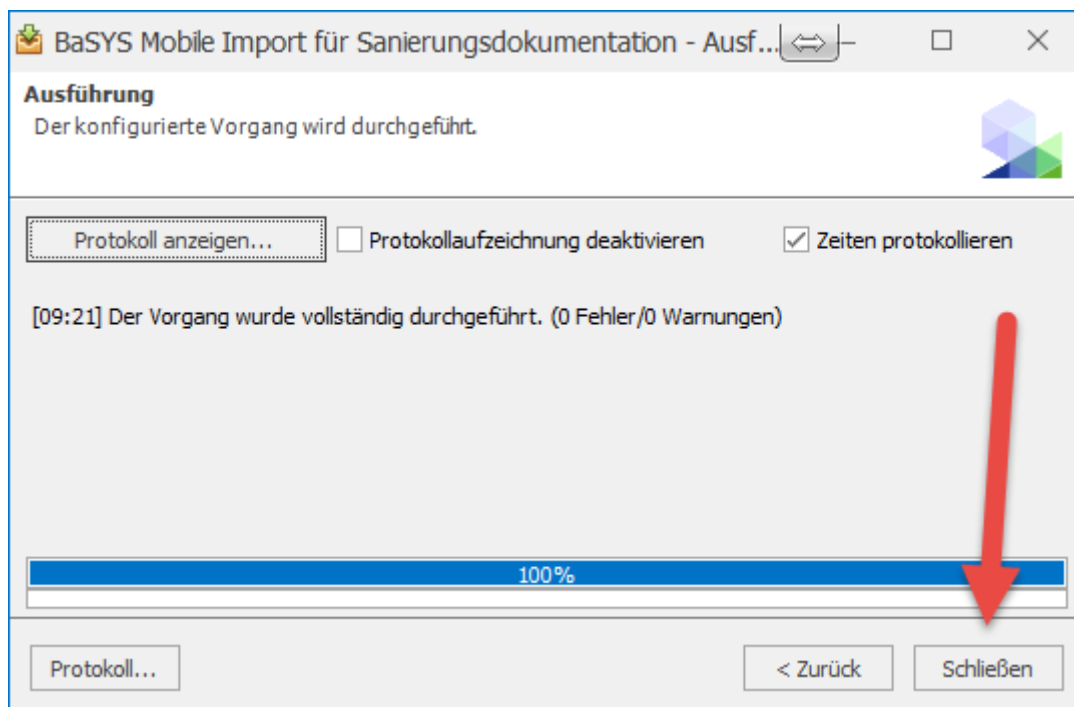 BaSYS Mobile Import für Sanierungsdokumentation - Ausf...
Ausführung
Der konfigurierte Vorgang wird durchgeführt.
Protokoll anzeigen... Protokollaufzeichnung deaktivieren Zeiten protokollieren
[09:21] Der Vorgang wurde vollständig durchgeführt. (0 Fehler/0 Warnungen)
100%
Protokoll... < Zurück Schließen